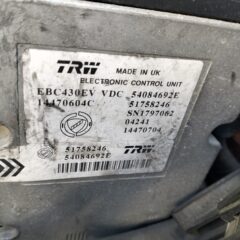 TRW MADE IN UK
ELECTRONIC CONTROL UNIT
EBC430EV VDC 54084692E
14470604C 51758246
SN1797062
04241
14470704
51758246
54084692E
TRW